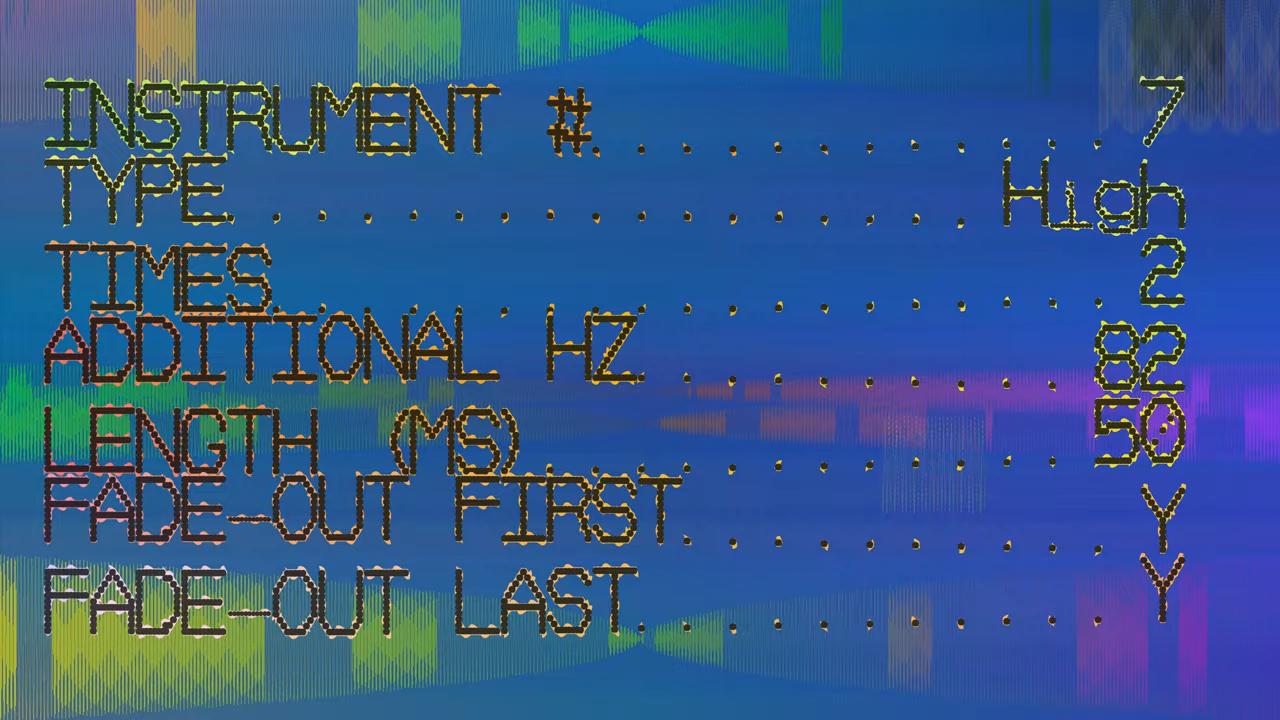 INSTRUMENT #............7
TYPE.................High
TIMES...................2
ADDITIONAL HZ..........82
LENGTH (MS)............50
FADE-OUT FIRST..........Y
FADE-OUT LAST...........Y